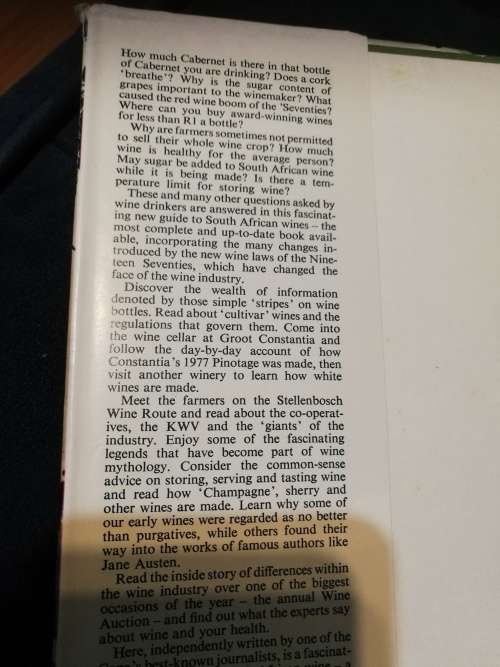 How much Cabernet is there in that bottle
of Cabernet you are drinking? Does a cork
‘breathe’? Why is the sugar content of
grapes important to the winemaker? What
caused the red wine boom of the ’Seventies?
Where can you buy award-winning wines
for less than R1 a bottle?
Why are farmers sometimes not permitted
to sell their whole wine crop? How much
wine is healthy for the average person?
May sugar be added to South African wine
while it is being made? Is there a tem-
perature limit for storing wine?
These and many other questions asked by
wine drinkers are answered in this fascinat-
ing new guide to South African wines – the
most complete and up-to-date book avail-
able, incorporating the many changes in-
troduced by the new wine laws of the Nine-
teen Seventies, which have changed the
face of the wine industry.
Discover the wealth of information
denoted by those simple ‘stripes’ on wine
bottles. Read about ‘cultivar’ wines and the
regulations that govern them. Come into
the wine cellar at Groot Constantia and
follow the day-by-day account of how
Constantia’s 1977 Pinotage was made, then
visit another winery to learn how white
wines are made.
Meet the farmers on the Stellenbosch
Wine Route and read about the co-operat-
ives, the KWV and the ‘giants’ of the
industry. Enjoy some of the fascinating
legends that have become part of wine
mythology. Consider the common-sense
advice on storing, serving and tasting wine
and read how ‘Champagne’, sherry and
other wines are made. Learn why some of
our early wines were regarded as no better
than purgatives, while others found their
way into the works of famous authors like
Jane Austen.
Read the inside story of differences within
the wine industry over one of the biggest
occasions of the year – the annual Wine
Auction – and find out what the experts say
about wine and your health.
Here, independently written by one of the
best-known journalists, is a fascinat-